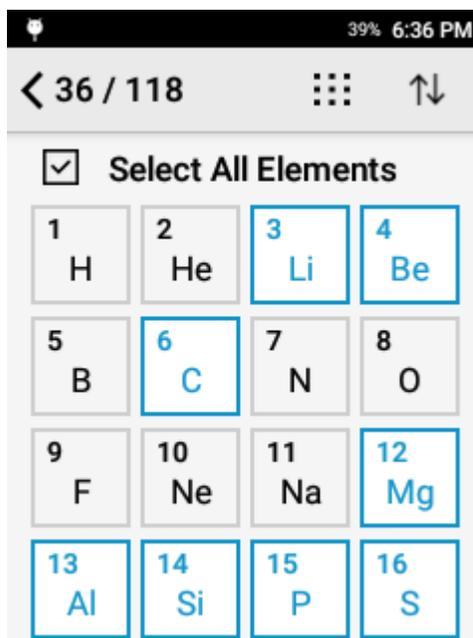 39% 6:36 PM
36 / 118
Select All Elements
1 2 3 4
H He Li Be
5 6 7 8
B C N O
9 10 11 12
F Ne Na Mg
13 14 15 16
Al Si P S